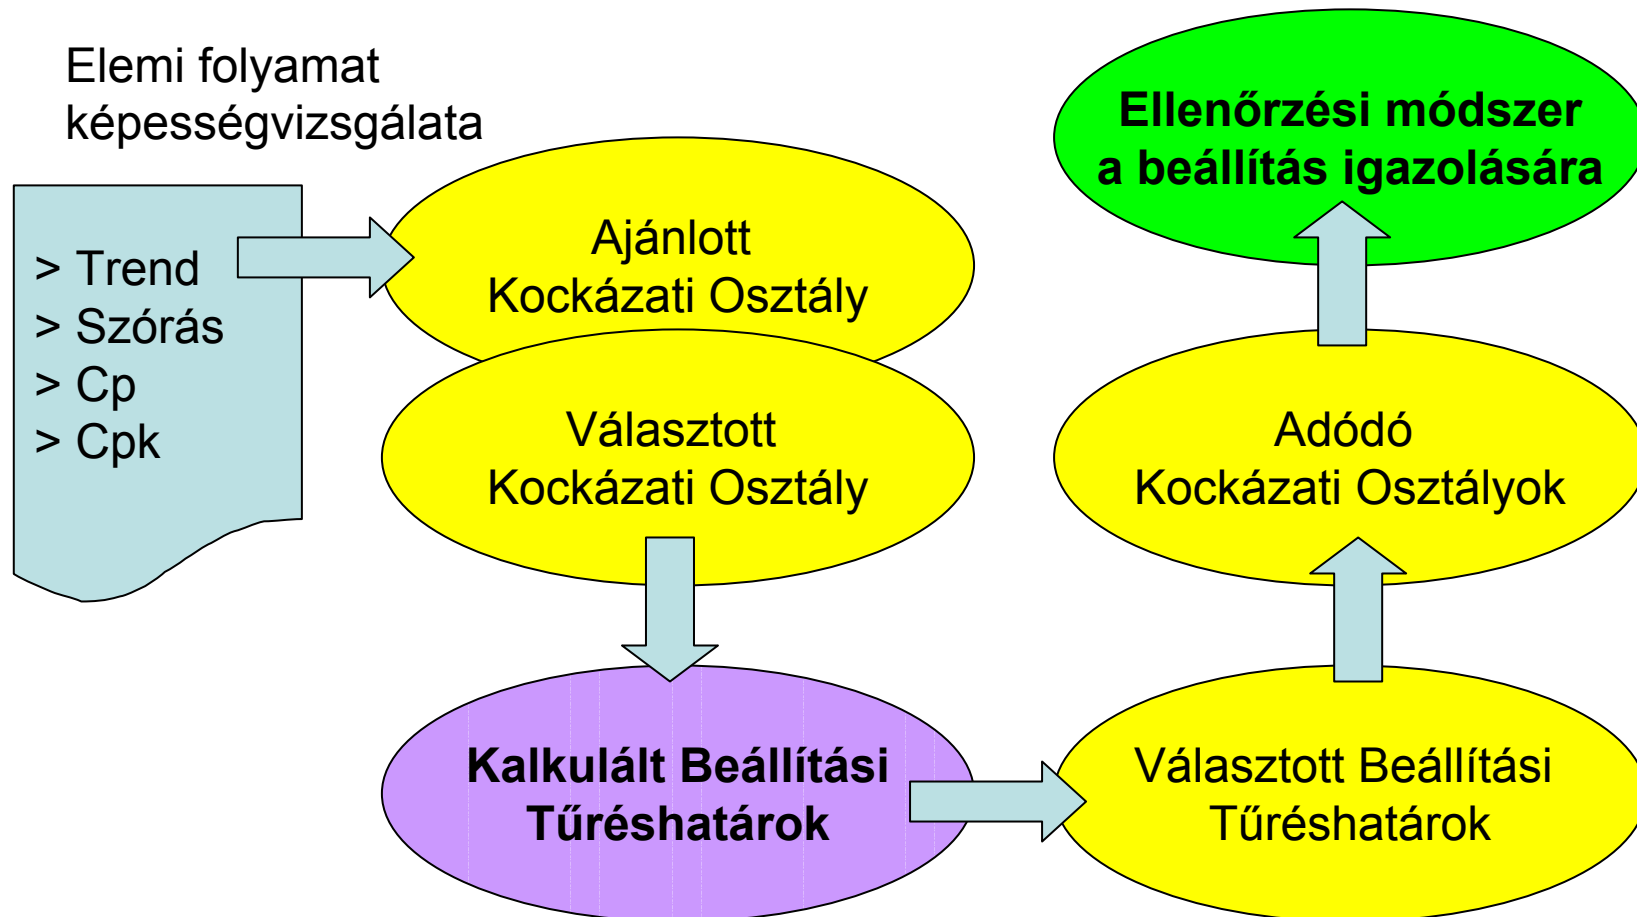 Elemi folyamat
képességvizsgálata
> Trend
> Szórás
> Cp
> Cpk
Ajánlott
Kockázati Osztály
Választott
Kockázati Osztály
Kalkulált Beállítási
Tűréshatárok
Választott Beállítási
Tűréshatárok
Adódó
Kockázati Osztályok
Ellenőrzési módszer
a beállítás igazolására